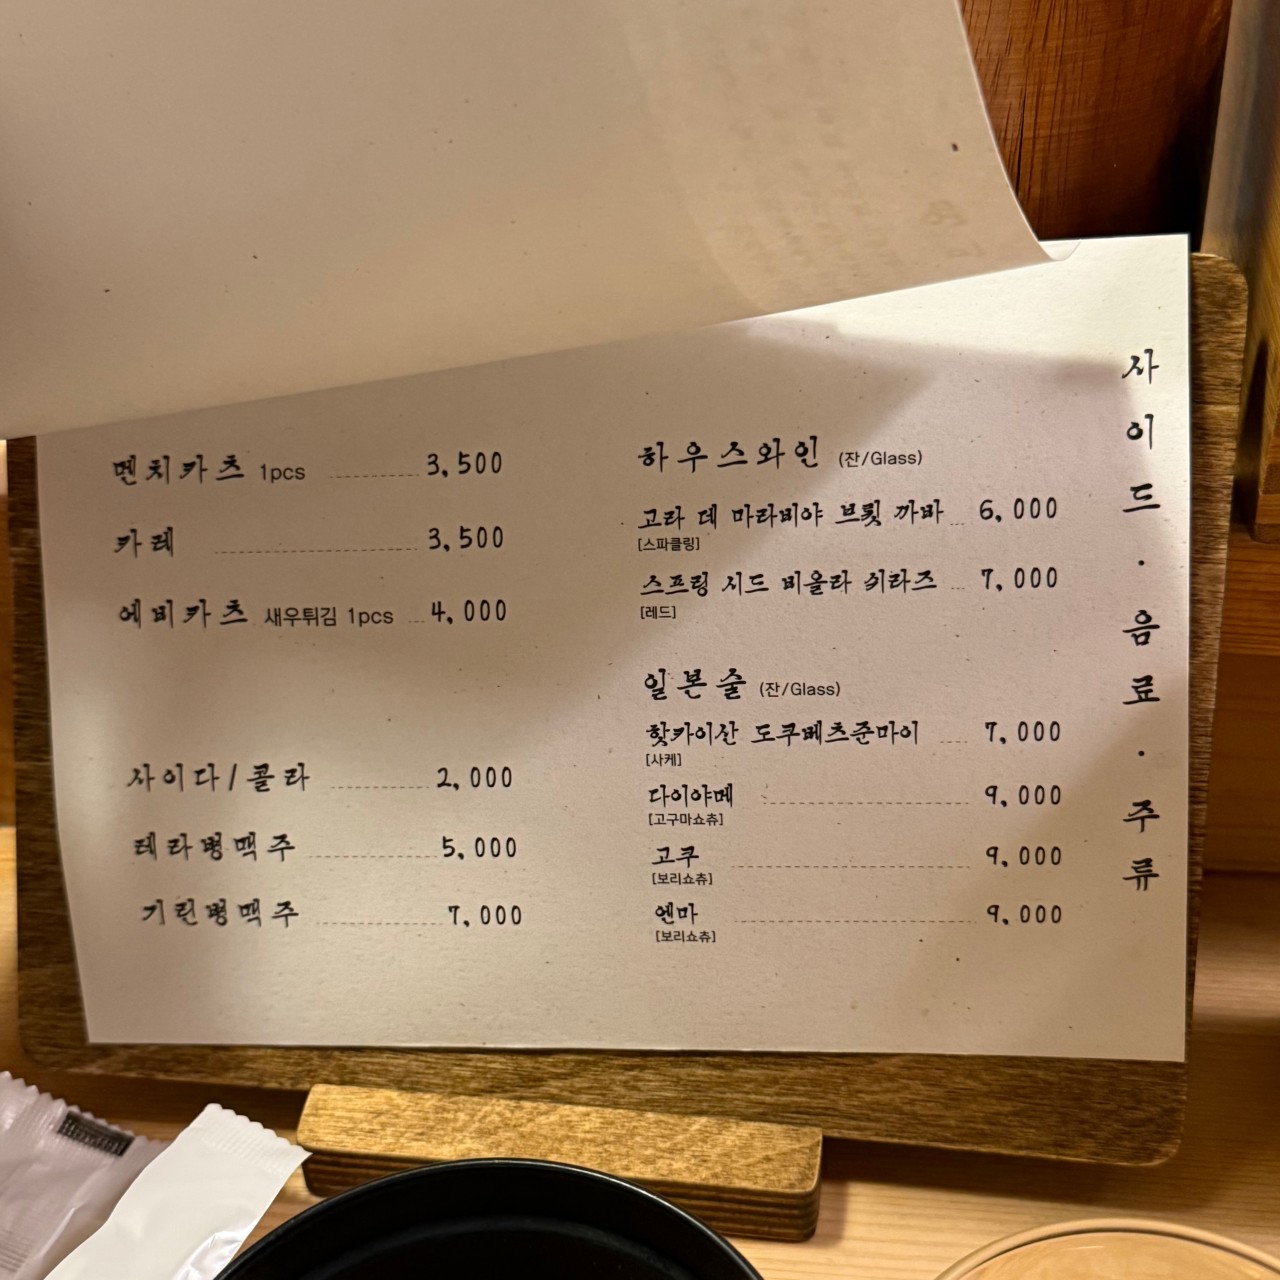 사이드·음료·주류
멘치카츠 1pcs 3,500
카레 3,500
에비카츠 새우튀김 1pcs 4,000
사이다/콜라 2,000
테라병맥주 5,000
기린병맥주 7,000
하우스와인 (잔/Glass)
고라 데 마라비야 브륏 까바 6,000
[스파클링]
스프링 시드 비올라 쉬라즈 7,000
[레드]
일본술 (잔/Glass)
핫카이산 도쿠베츠준마이 7,000
[사케]
다이야메 9,000
[고구마쇼츄]
고쿠 9,000
[보리쇼츄]
엔마 9,000
[보리쇼츄]